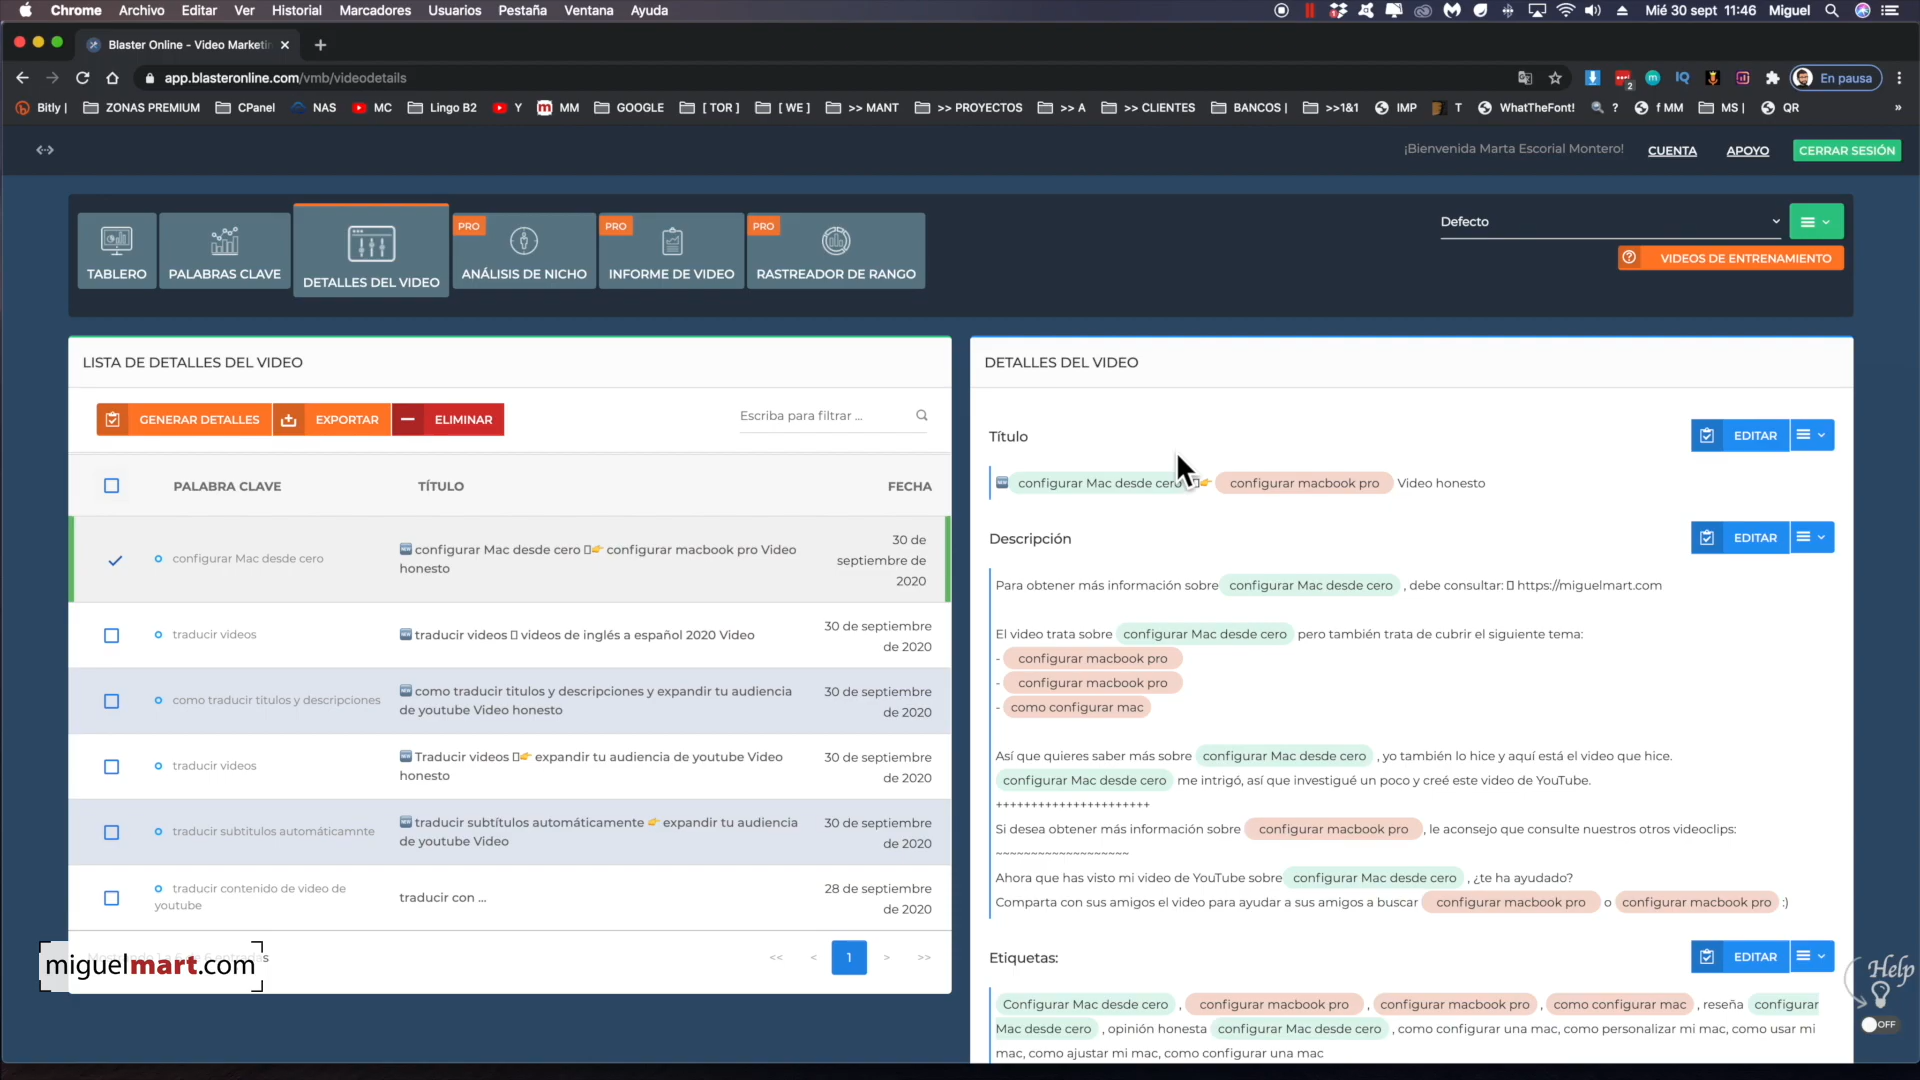 Chrome Archivo Editar Ver Historial Marcadores Usuarios Pestaña Ventana Ayuda
Mié 30 sept 11:46 Miguel
Blaster Online - Video Marketin
app.blasteronline.com/vmb/videodetails
En pausa
Bitly | ZONAS PREMIUM CPanel NAS MC Lingo B2 Y MM GOOGLE [ TOR ] [ WE ] >> MANT >> PROYECTOS >> A >> CLIENTES BANCOS | >>1&1 IMP T WhatTheFont! ? f MM MS | QR »
¡Bienvenida Marta Escorial Montero! CUENTA APOYO CERRAR SESIÓN
TABLERO
PALABRAS CLAVE
DETALLES DEL VIDEO
PRO
ANÁLISIS DE NICHO
PRO
INFORME DE VIDEO
PRO
RASTREADOR DE RANGO
Defecto
VIDEOS DE ENTRENAMIENTO
LISTA DE DETALLES DEL VIDEO
GENERAR DETALLES EXPORTAR ELIMINAR
Escriba para filtrar ...
PALABRA CLAVE TÍTULO FECHA
configurar Mac desde cero
configurar Mac desde cero configurar macbook pro Video
honesto
30 de
septiembre de
2020
traducir videos
traducir videos videos de inglés a español 2020 Video
30 de septiembre
de 2020
como traducir titulos y descripciones
como traducir titulos y descripciones y expandir tu audiencia
de youtube Video honesto
30 de septiembre
de 2020
traducir videos
Traducir videos expandir tu audiencia de youtube Video
honesto
30 de septiembre
de 2020
traducir subtitulos automáticamnte
traducir subtítulos automáticamente expandir tu audiencia
de youtube Video
30 de septiembre
de 2020
traducir contenido de video de
youtube
traducir con ...
28 de septiembre
de 2020
<< < 1 > >>
miguelmart.com
DETALLES DEL VIDEO
Título
EDITAR
configurar Mac desde cero configurar macbook pro Video honesto
Descripción
EDITAR
Para obtener más información sobre configurar Mac desde cero , debe consultar: https://miguelmart.com
El video trata sobre configurar Mac desde cero pero también trata de cubrir el siguiente tema:
- configurar macbook pro
- configurar macbook pro
- como configurar mac
Así que quieres saber más sobre configurar Mac desde cero , yo también lo hice y aquí está el video que hice.
configurar Mac desde cero me intrigó, así que investigué un poco y creé este video de YouTube.
++++++++++++++++++++++
Si desea obtener más información sobre configurar macbook pro , le aconsejo que consulte nuestros otros videoclips:
~~~~~~~~~~~~~~~~~~~
Ahora que has visto mi video de YouTube sobre configurar Mac desde cero , ¿te ha ayudado?
Comparta con sus amigos el video para ayudar a sus amigos a buscar configurar macbook pro o configurar macbook pro :)
Etiquetas:
EDITAR
Configurar Mac desde cero , configurar macbook pro , configurar macbook pro , como configurar mac , reseña configurar
Mac desde cero , opinión honesta configurar Mac desde cero , como configurar una mac, como personalizar mi mac, como usar mi
mac, como ajustar mi mac, como configurar una mac
Help
OFF